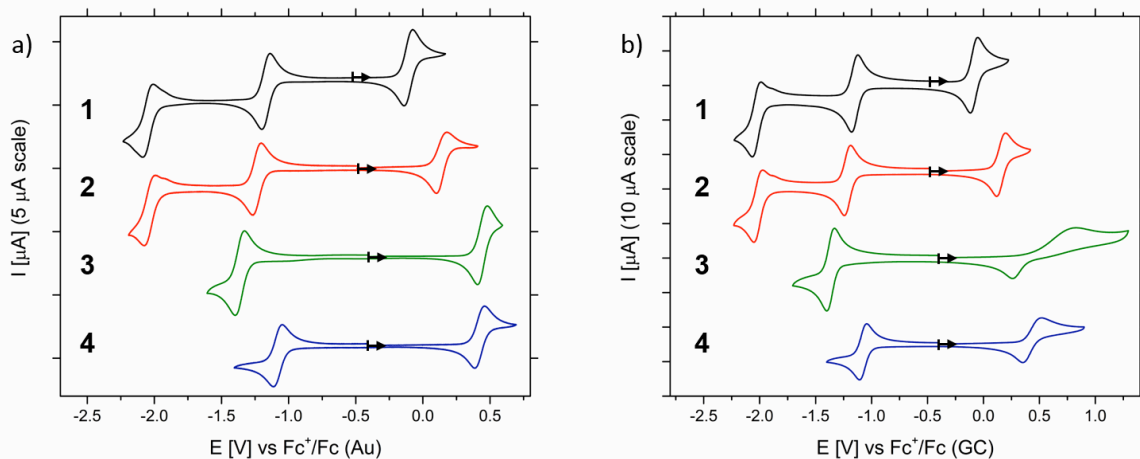 a)
I [µA] (5 µA scale)
1
2
3
4
-2.5 -2.0 -1.5 -1.0 -0.5 0.0 0.5
E [V] vs Fc⁺/Fc (Au)
b)
I [µA] (10 µA scale)
1
2
3
4
-2.5 -2.0 -1.5 -1.0 -0.5 0.0 0.5 1.0
E [V] vs Fc⁺/Fc (GC)